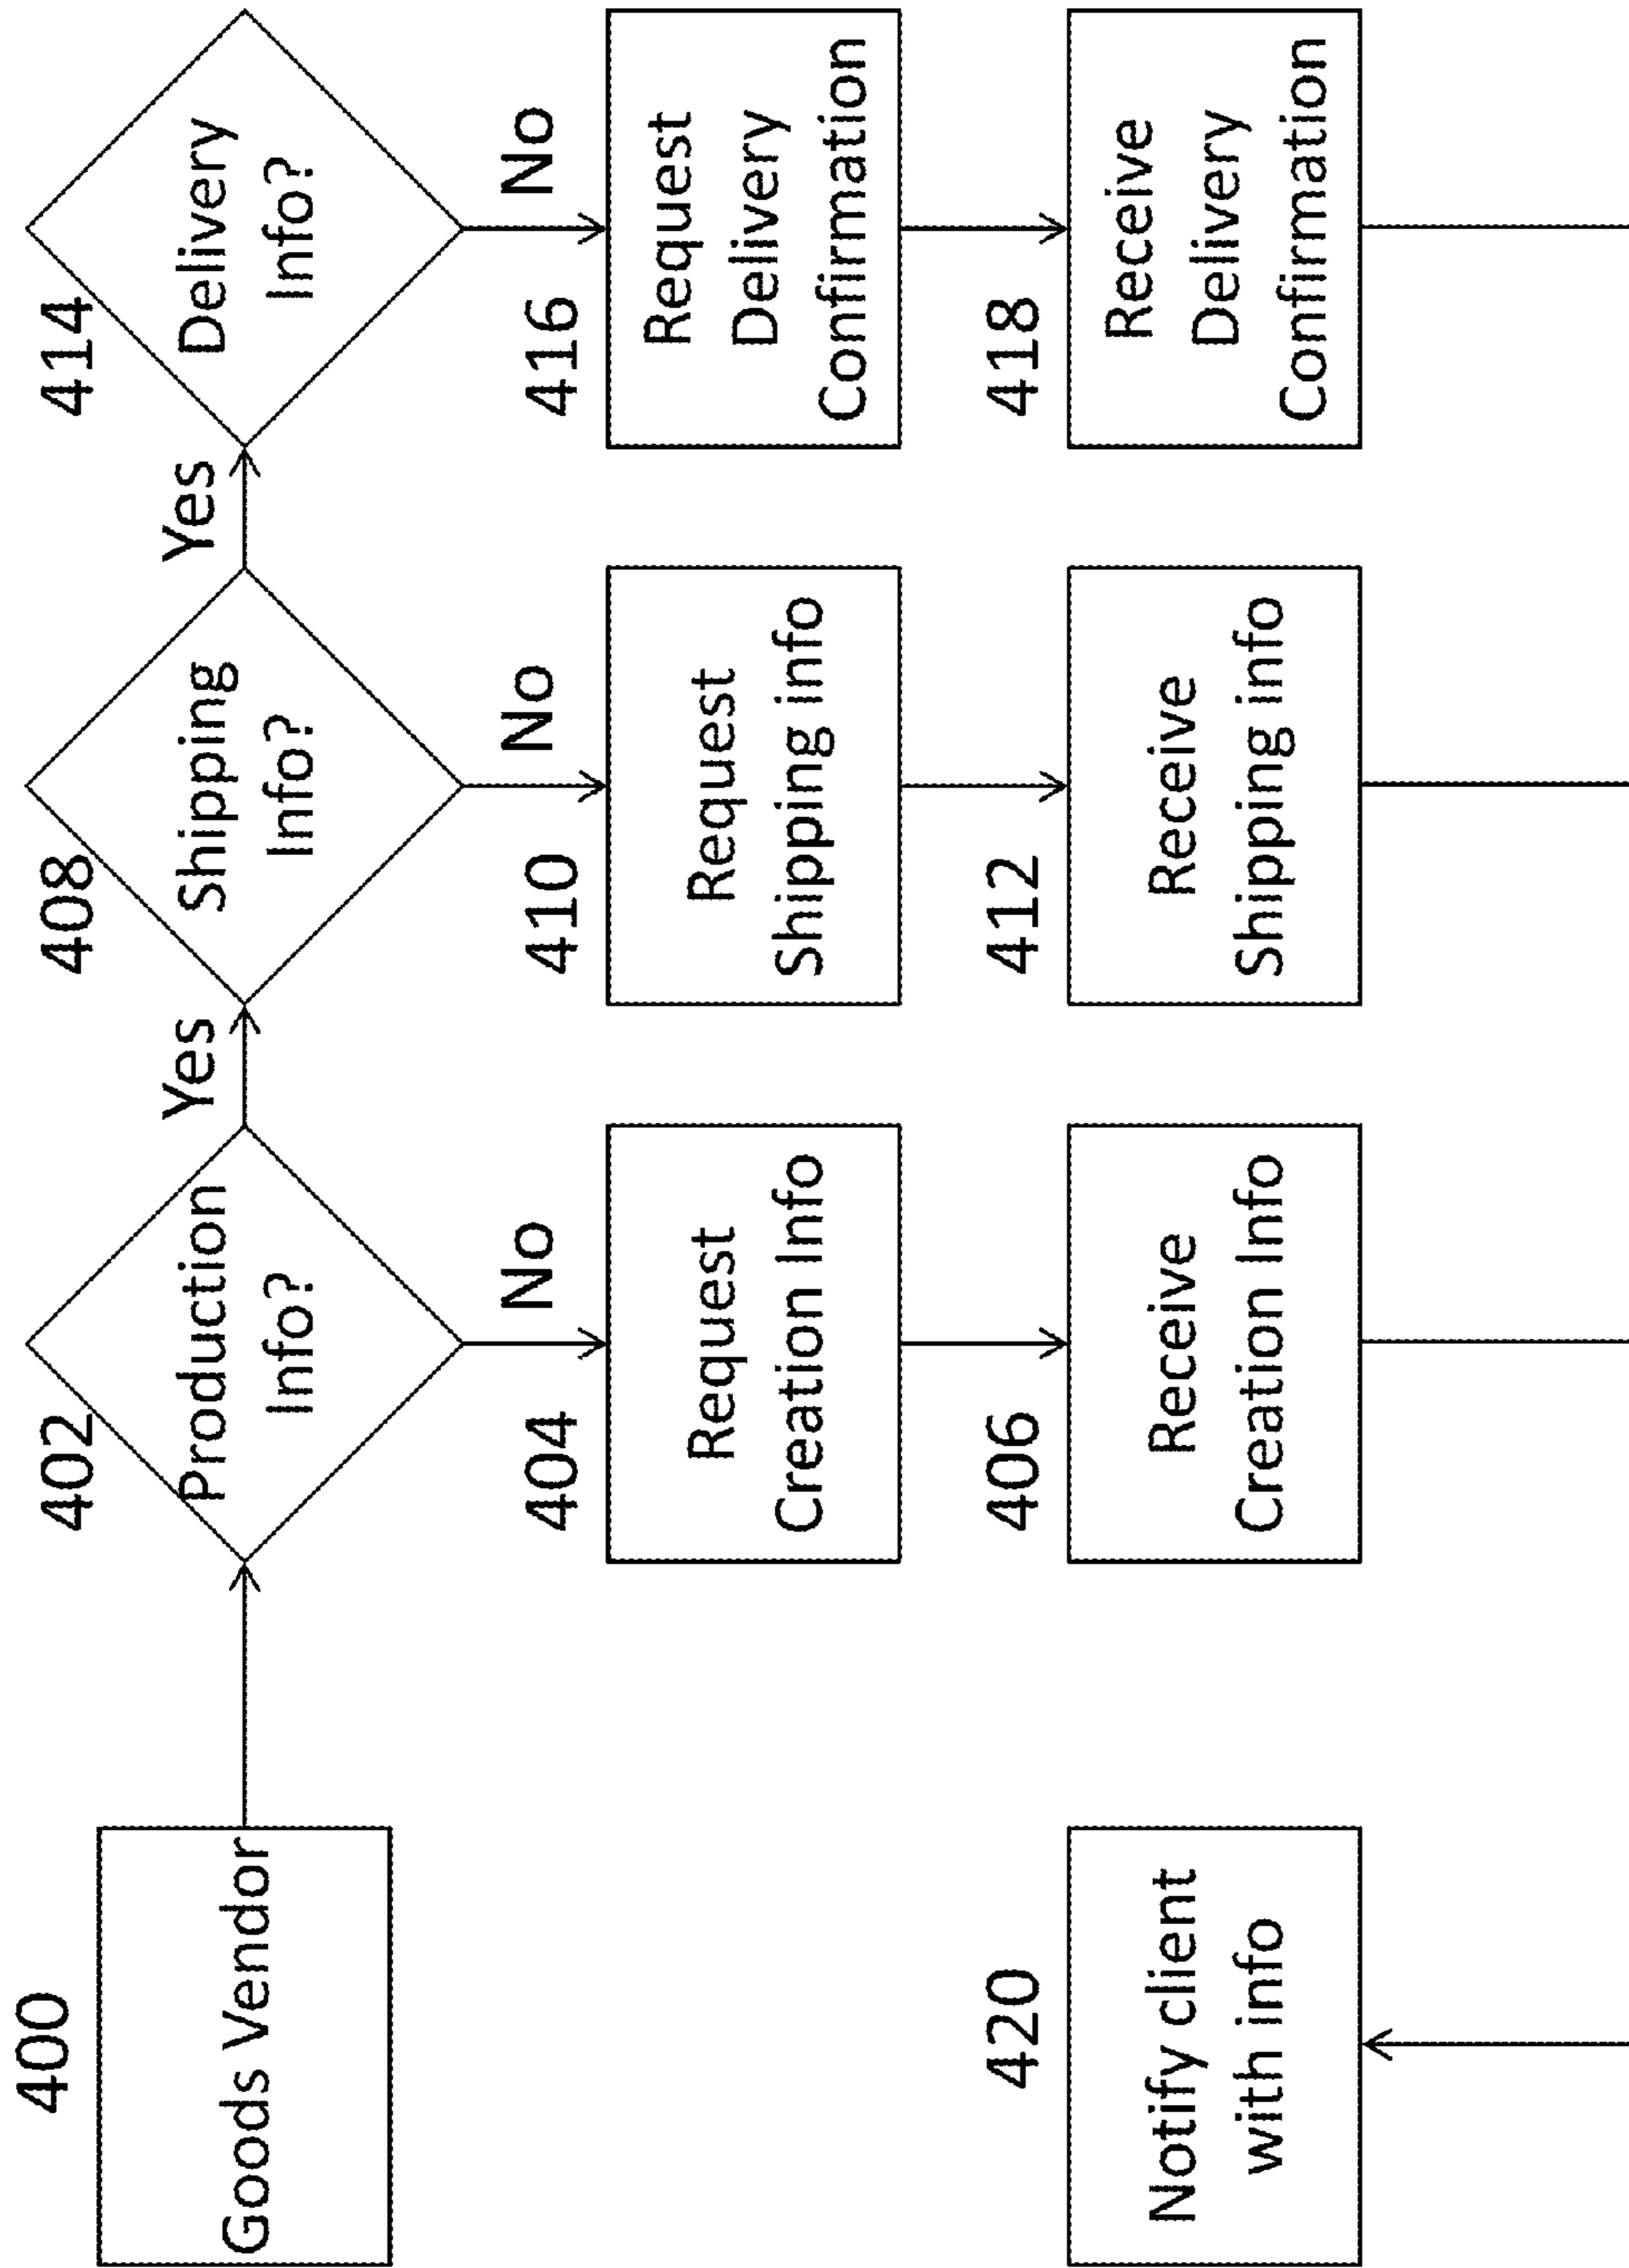 400
Goods Vendor
402
Production
Info?
Yes
408
Shipping
Info?
Yes
414
Delivery
Info?
No
No
No
404
Request
Creation Info
410
Request
Shipping info
416
Request
Delivery
Confirmation
420
Notify client
with info
406
Receive
Creation Info
412
Receive
Shipping info
418
Receive
Delivery
Confirmation